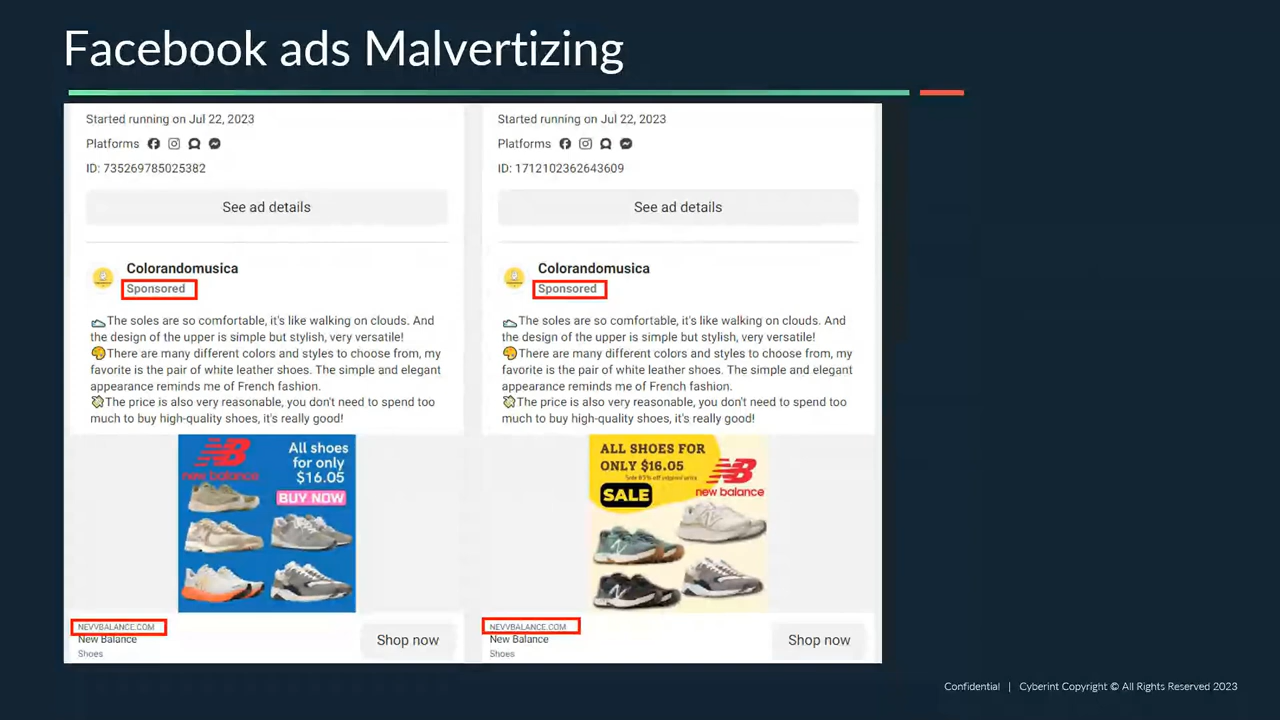 Facebook ads Malvertizing
Started running on Jul 22, 2023
Platforms
ID: 735269785025382
See ad details
Colorandomusica
Sponsored
The soles are so comfortable, it's like walking on clouds. And
the design of the upper is simple but stylish, very versatile!
There are many different colors and styles to choose from, my
favorite is the pair of white leather shoes. The simple and elegant
appearance reminds me of French fashion.
The price is also very reasonable, you don't need to spend too
much to buy high-quality shoes, it's really good!
NB
new balance
All shoes
for only
$16.05
BUY NOW
NEVVBALANCE.COM
New Balance
Shoes
Shop now
Started running on Jul 22, 2023
Platforms
ID: 1712102362643609
See ad details
Colorandomusica
Sponsored
The soles are so comfortable, it's like walking on clouds. And
the design of the upper is simple but stylish, very versatile!
There are many different colors and styles to choose from, my
favorite is the pair of white leather shoes. The simple and elegant
appearance reminds me of French fashion.
The price is also very reasonable, you don't need to spend too
much to buy high-quality shoes, it's really good!
ALL SHOES FOR
ONLY $16.05
SALE
NB
new balance
NEVVBALANCE.COM
New Balance
Shoes
Shop now
Confidential | Cyberint Copyright © All Rights Reserved 2023